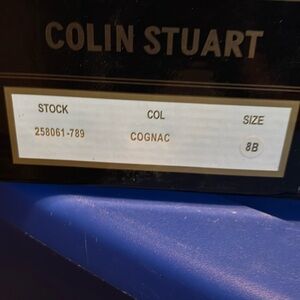 COLIN STUART
STOCK COL SIZE
258061-789 COGNAC 8B